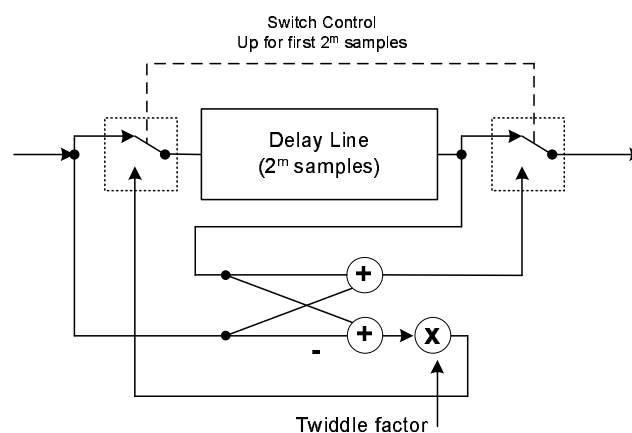 Switch Control
Up for first 2ᵐ samples
Delay Line
(2ᵐ samples)
+
+
x
-
Twiddle factor